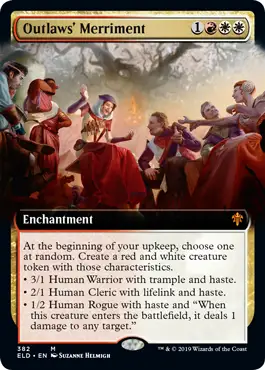 Outlaws' Merriment 1
Enchantment
At the beginning of your upkeep, choose one
at random. Create a red and white creature
token with those characteristics.
• 3/1 Human Warrior with trample and haste.
• 2/1 Human Cleric with lifelink and haste.
• 1/2 Human Rogue with haste and “When
this creature enters the battlefield, it deals 1
damage to any target.”
382 M
ELD • EN SUZANNE HELMIGH
™ & © 2019 Wizards of the Coast